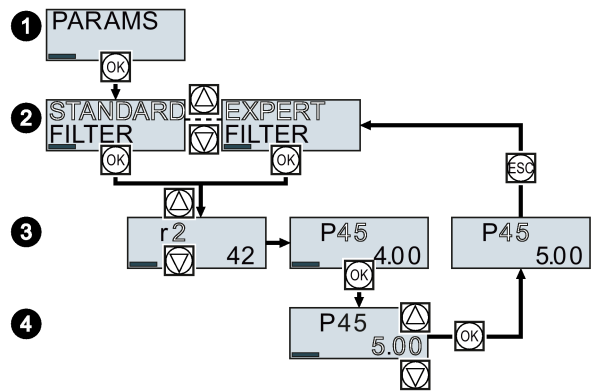 1
PARAMS
OK
2
STANDARD EXPERT
FILTER FILTER
OK OK
ESC
3
r2 P45 P45
42 4.00 5.00
OK
4
P45
5.00
OK